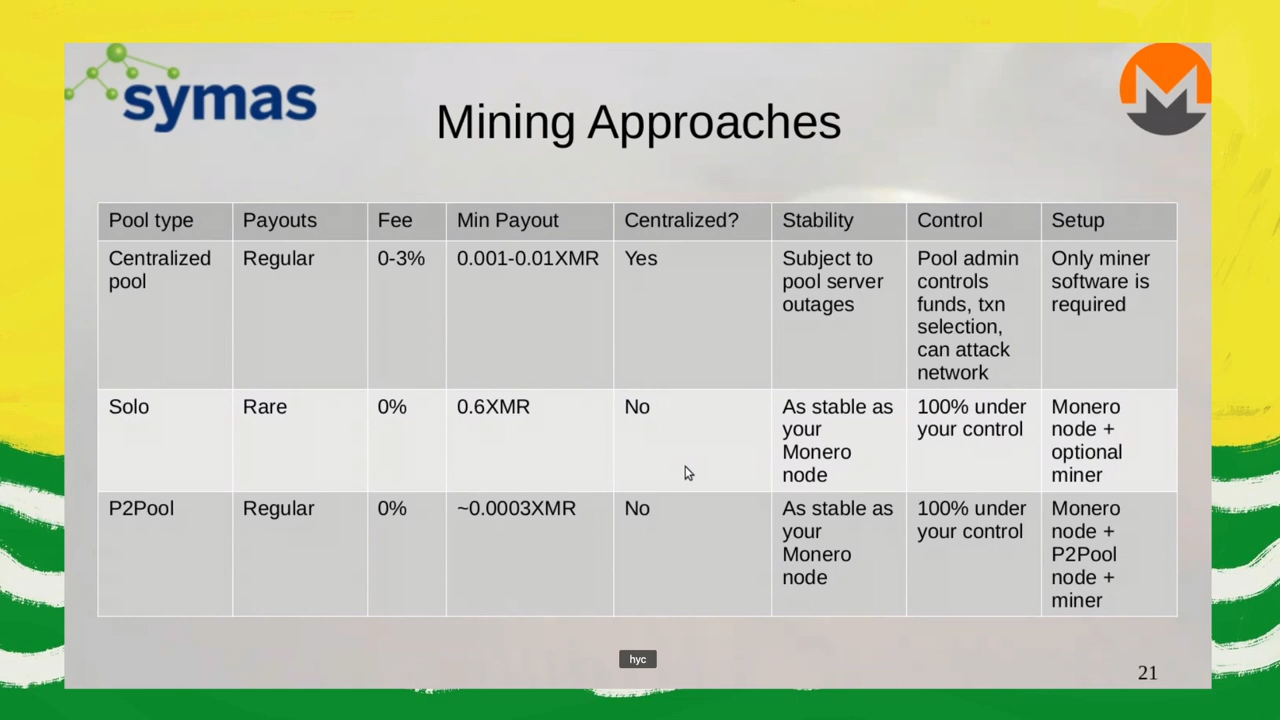 symas
Mining Approaches
Pool type Payouts Fee Min Payout Centralized? Stability Control Setup
Centralized
pool
Regular
0-3%
0.001-0.01XMR
Yes
Subject to
pool server
outages
Pool admin
controls
funds, txn
selection,
can attack
network
Only miner
software is
required
Solo
Rare
0%
0.6XMR
No
As stable as
your
Monero
node
100% under
your control
Monero
node +
optional
miner
P2Pool
Regular
0%
~0.0003XMR
No
As stable as
your
Monero
node
100% under
your control
Monero
node +
P2Pool
node +
miner
hyc
21